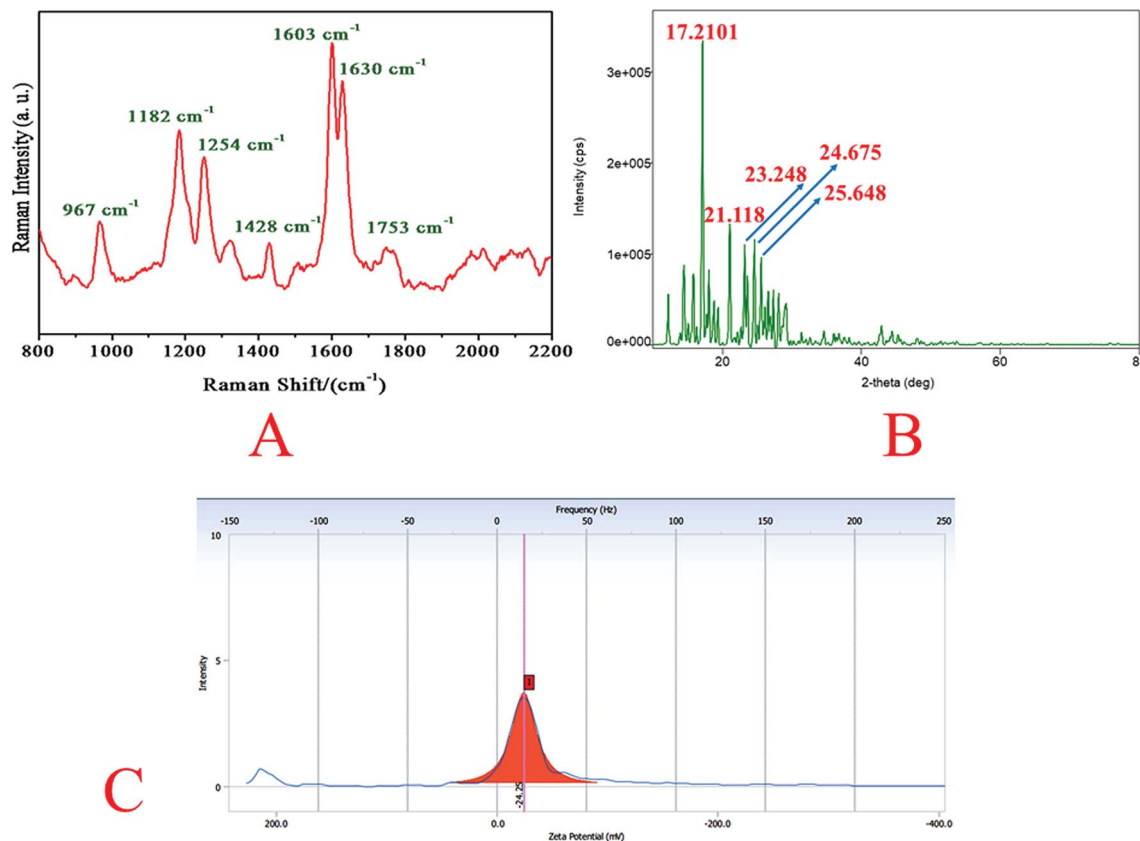 1603 cm⁻¹
1630 cm⁻¹
1182 cm⁻¹
1254 cm⁻¹
967 cm⁻¹
1428 cm⁻¹
1753 cm⁻¹
Raman Intensity (a. u.)
800 1000 1200 1400 1600 1800 2000 2200
Raman Shift/(cm⁻¹)
A
17.2101
24.675
23.248
25.648
21.118
3e+005
2e+005
1e+005
0e+000
Intensity (cps)
20 40 60 80
2-theta (deg)
B
Frequency (Hz)
-150 -100 -50 0 50 100 150 200 250
10
5
0
Intensity
1
-24.25
200.0 0.0 -200.0 -400.0
Zeta Potential (mV)
C